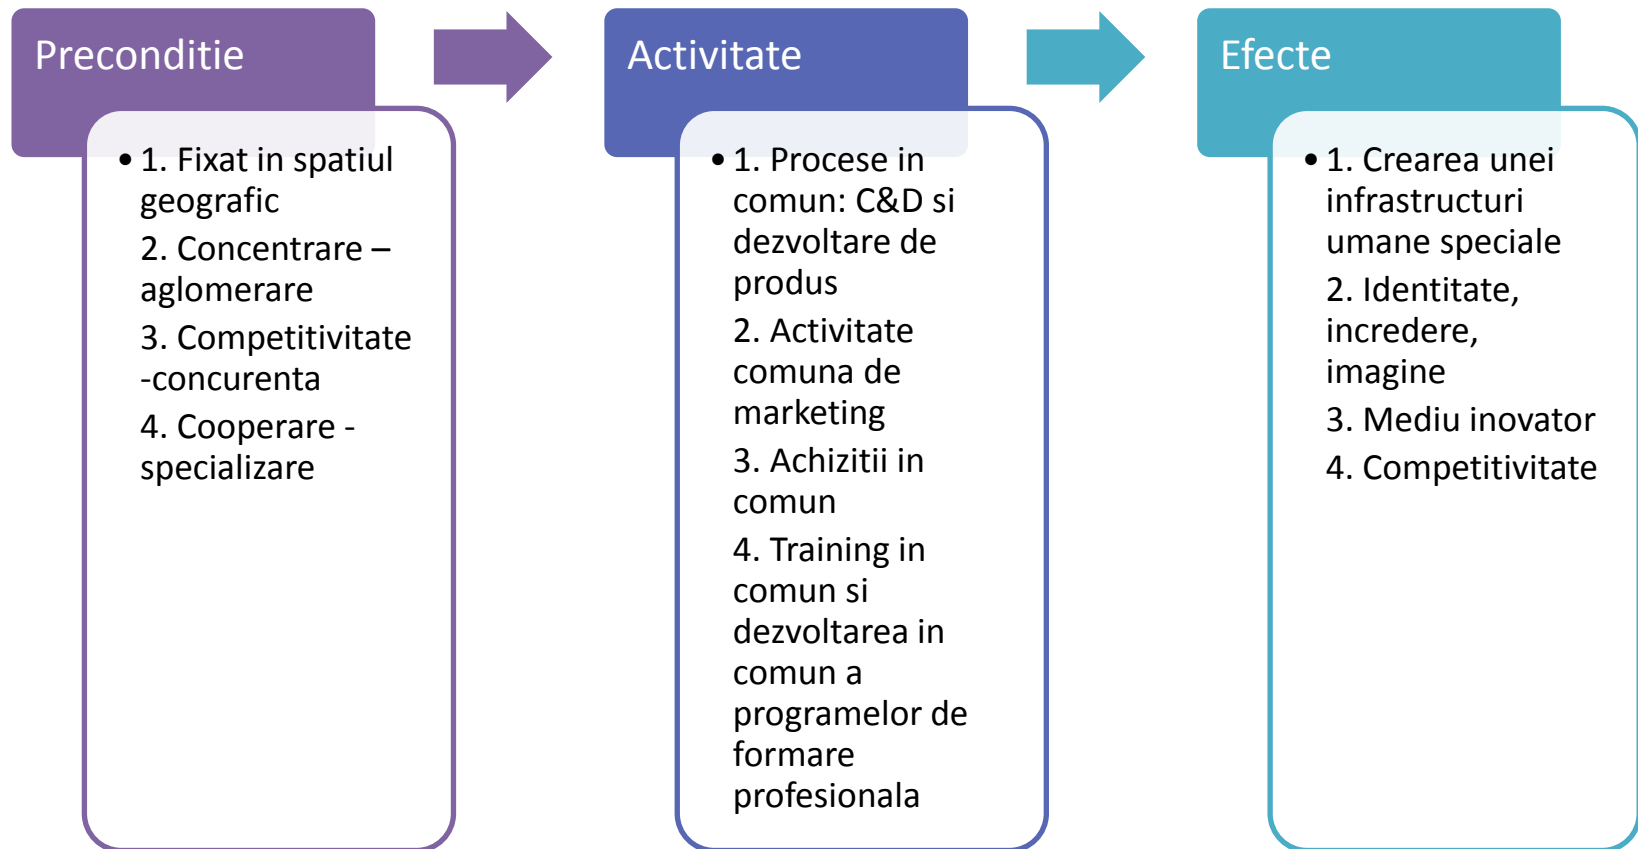 Preconditie
• 1. Fixat in spatiul
geografic
2. Concentrare –
aglomerare
3. Competitivitate
-concurenta
4. Cooperare -
specializare
Activitate
• 1. Procese in
comun: C&D si
dezvoltare de
produs
2. Activitate
comuna de
marketing
3. Achizitii in
comun
4. Training in
comun si
dezvoltarea in
comun a
programelor de
formare
profesionala
Efecte
• 1. Crearea unei
infrastructuri
umane speciale
2. Identitate,
incredere,
imagine
3. Mediu inovator
4. Competitivitate